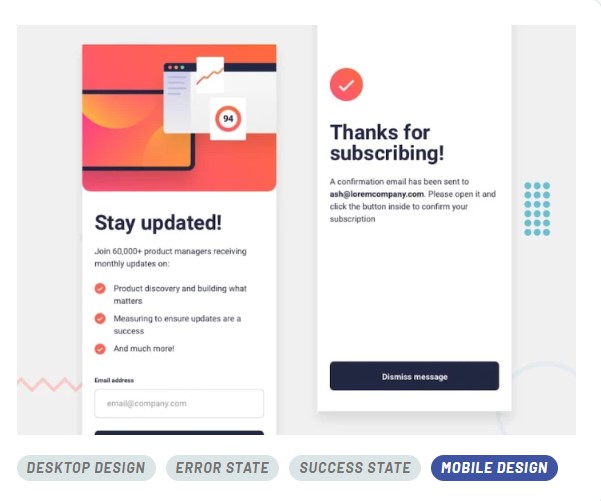 94
Stay updated!
Join 60,000+ product managers receiving
monthly updates on:
Product discovery and building what
matters
Measuring to ensure updates are a
success
And much more!
Email address
email@company.com
Thanks for
subscribing!
A confirmation email has been sent to
ash@loremcompany.com. Please open it and
click the button inside to confirm your
subscription
Dismiss message
DESKTOP DESIGN
ERROR STATE
SUCCESS STATE
MOBILE DESIGN